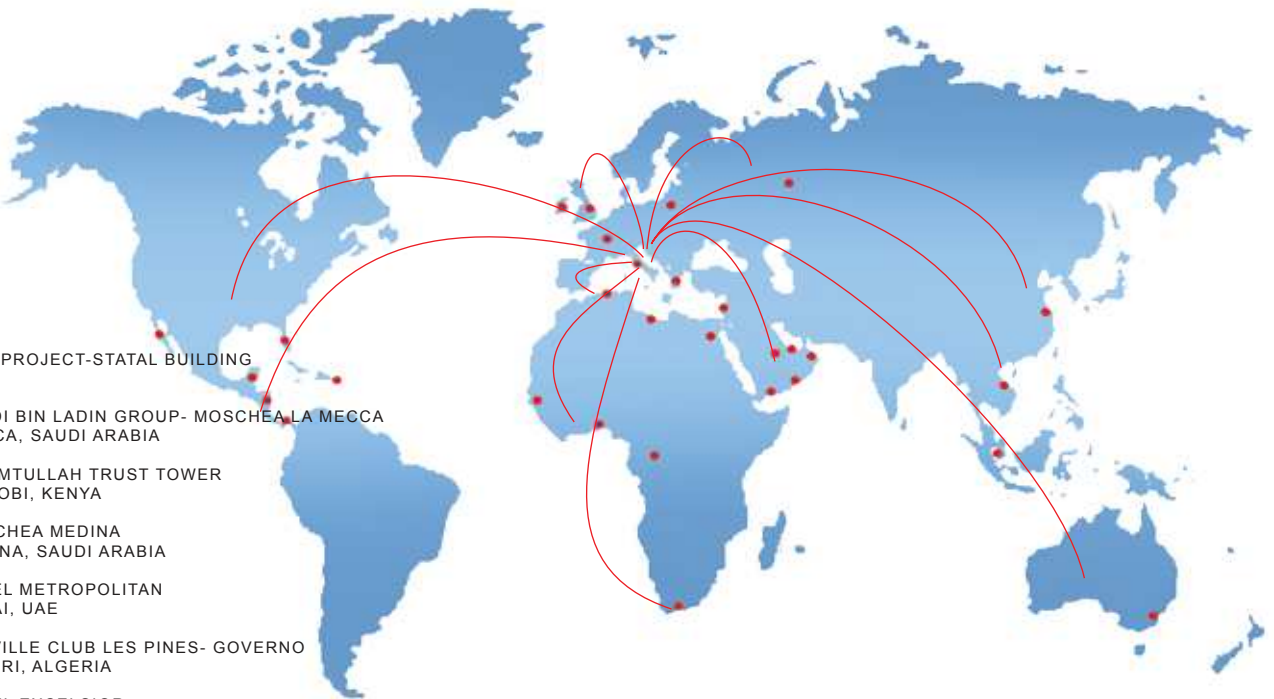 PROJECT-STATAL BUILDING
DI BIN LADIN GROUP- MOSCHEA LA MECCA
CA, SAUDI ARABIA
MTULLAH TRUST TOWER
OBI, KENYA
CHEA MEDINA
NA, SAUDI ARABIA
EL METROPOLITAN
AI, UAE
VILLE CLUB LES PINES- GOVERNO
RI, ALGERIA